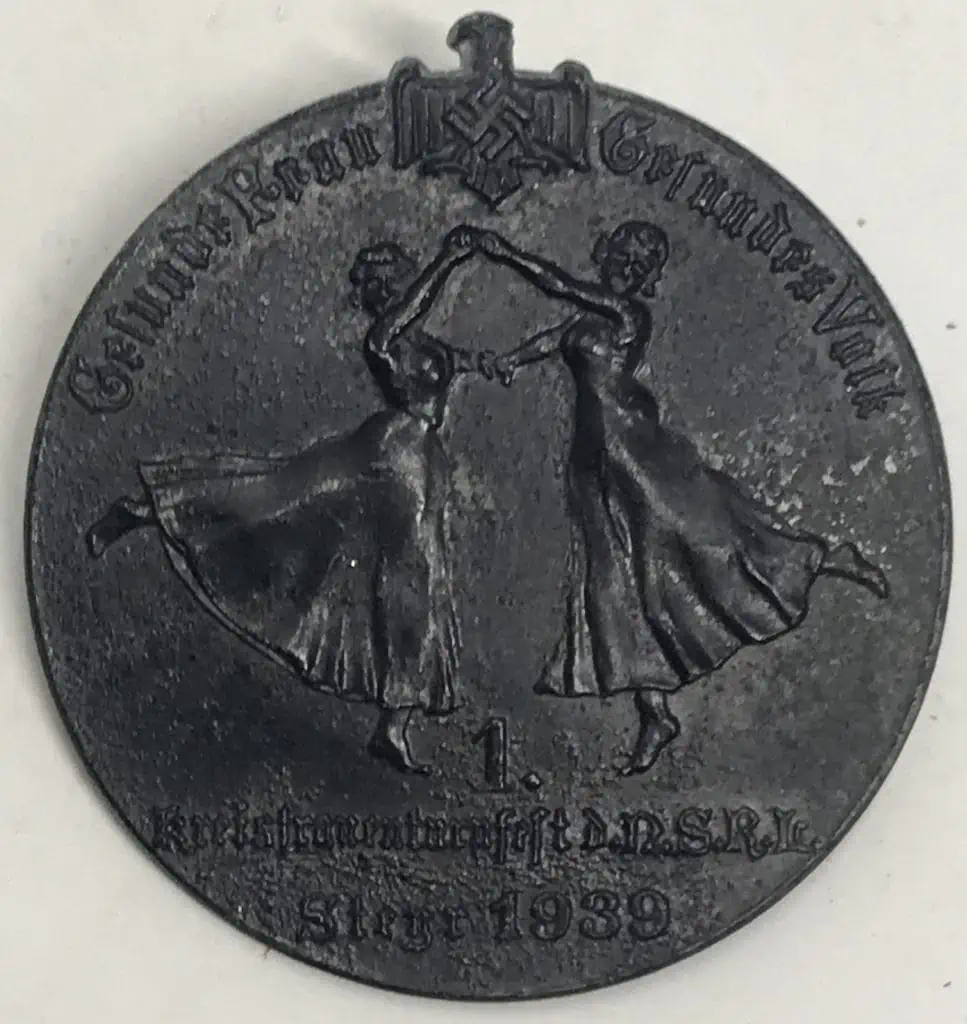 Gesunde Frau
Gesundes Volk
1.
Kreisfrauenturnfest d.N.S.R.L.
Steyr 1939